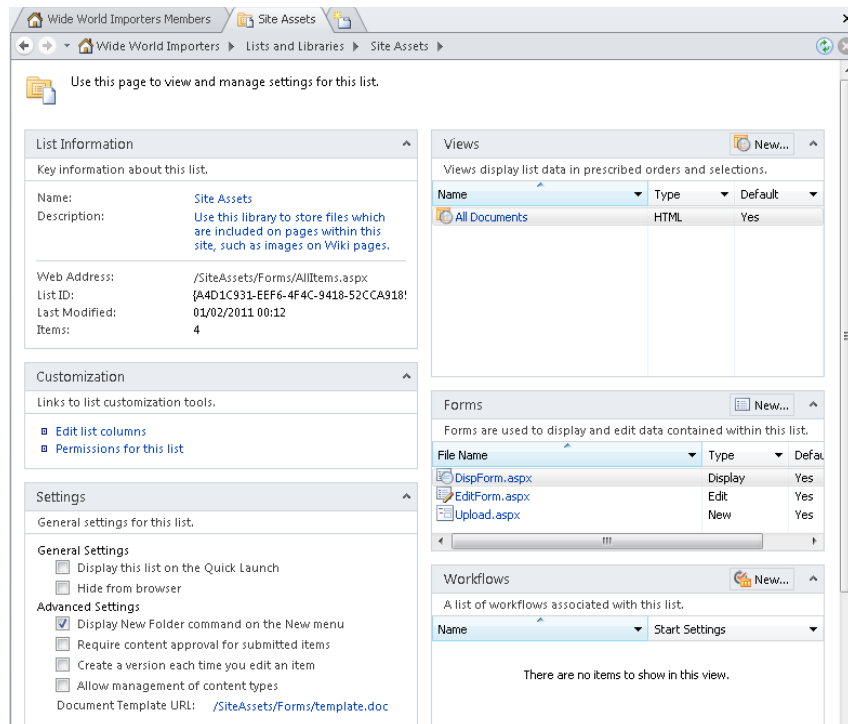 Wide World Importers Members
Site Assets
Wide World Importers
Lists and Libraries
Site Assets
Use this page to view and manage settings for this list.
List Information
Key information about this list.
Name: Site Assets
Description: Use this library to store files which
are included on pages within this
site, such as images on Wiki pages.
Web Address: /SiteAssets/Forms/AllItems.aspx
List ID: {A4D1C931-EEF6-4F4C-9418-52CCA918
Last Modified: 01/02/2011 00:12
Items: 4
Customization
Links to list customization tools.
Edit list columns
Permissions for this list
Settings
General settings for this list.
General Settings
Display this list on the Quick Launch
Hide from browser
Advanced Settings
Display New Folder command on the New menu
Require content approval for submitted items
Create a version each time you edit an item
Allow management of content types
Document Template URL: /SiteAssets/Forms/template.doc
Views New...
Views display list data in prescribed orders and selections.
Name Type Default
All Documents HTML Yes
Forms New...
Forms are used to display and edit data contained within this list.
File Name Type Defau
DispForm.aspx Display Yes
EditForm.aspx Edit Yes
Upload.aspx New Yes
Workflows New...
A list of workflows associated with this list.
Name Start Settings
There are no items to show in this view.